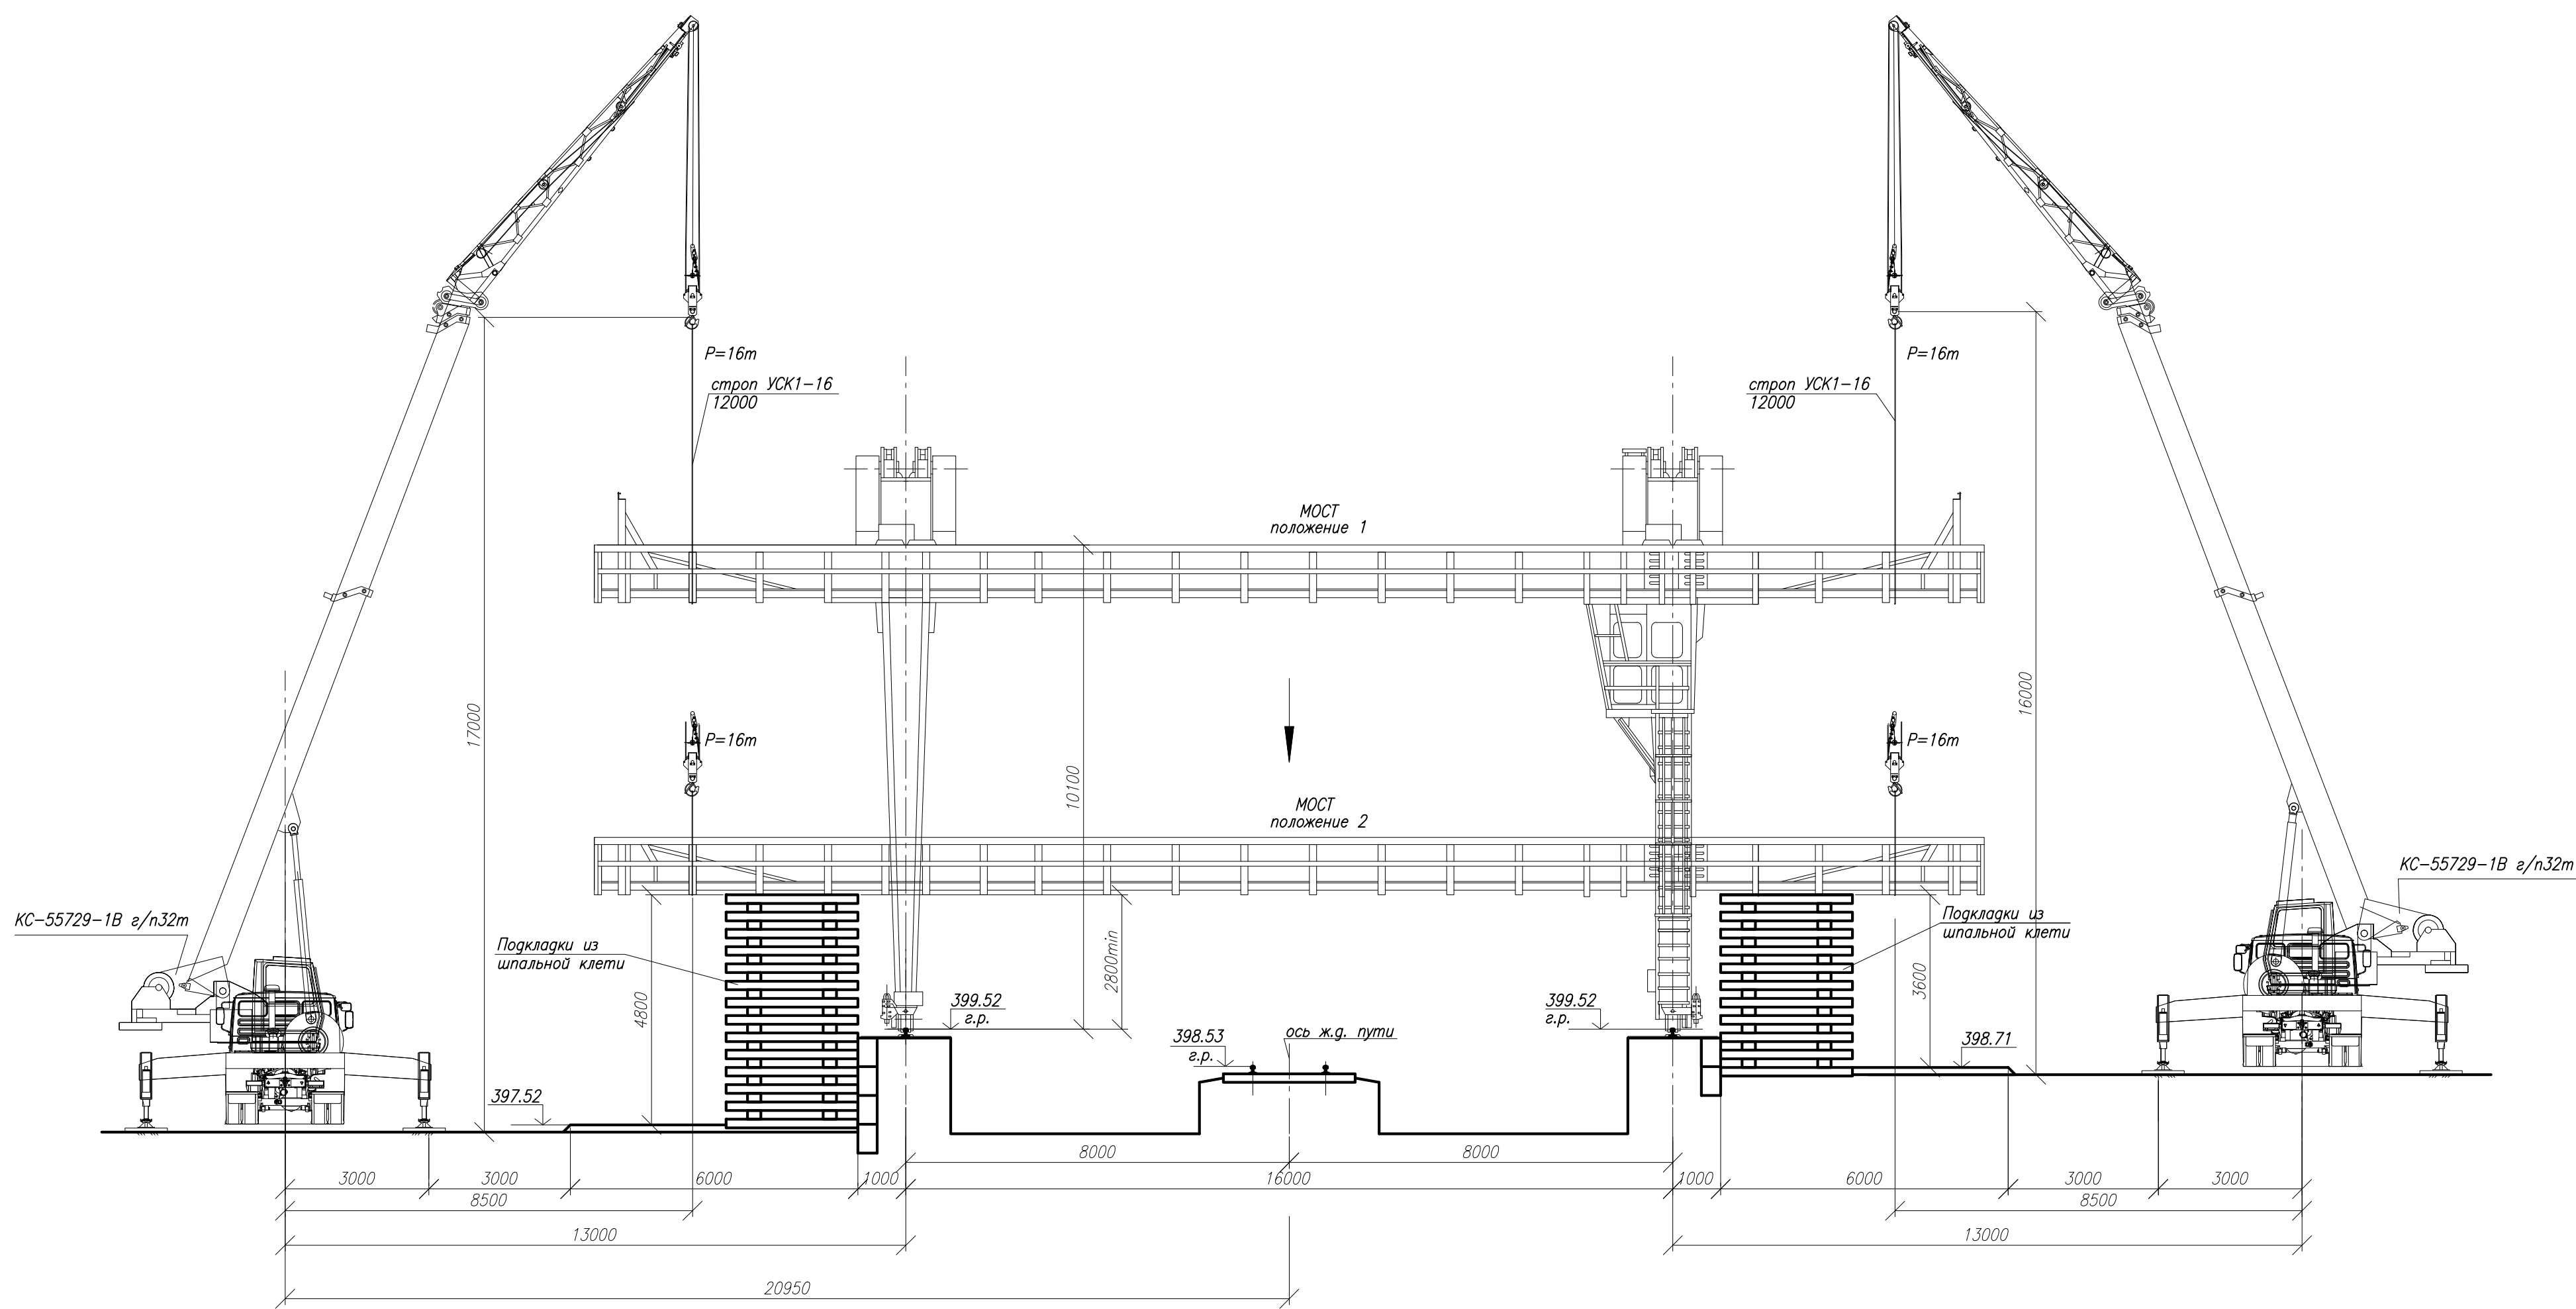 P=16т
P=16т
строп УСК1-16
12000
строп УСК1-16
12000
МОСТ
положение 1
17000
16000
10100
P=16т
P=16т
МОСТ
положение 2
КС-55729-1В г/п32т
КС-55729-1В г/п32т
Подкладки из
шпальной клети
Подкладки из
шпальной клети
4800
2800min
3600
399.52
г.р.
399.52
г.р.
398.53
г.р.
ось ж.д. пути
398.71
397.52
8000
8000
3000
3000
6000
1000
16000
1000
6000
3000
3000
8500
8500
13000
13000
20950